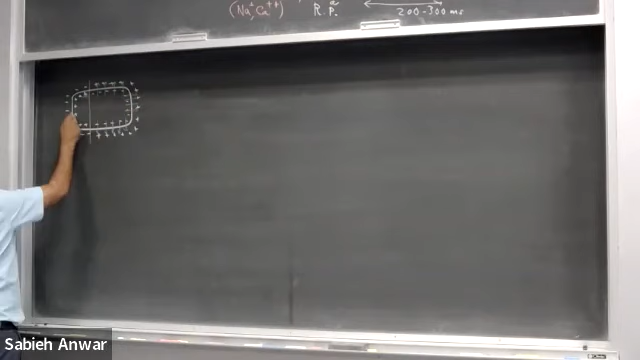 (Na⁺, Ca⁺⁺)
R.P.
200-300 ms
Sabieh Anwar